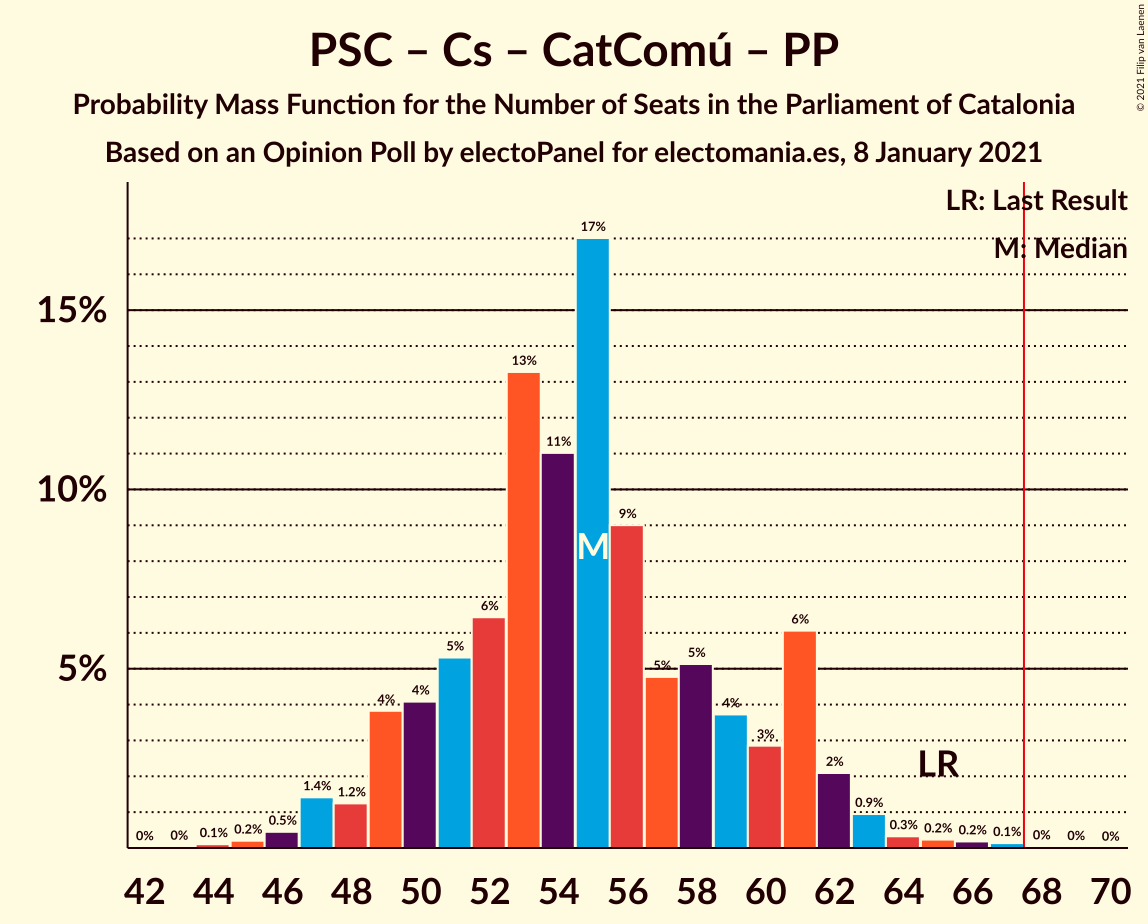 PSC – Cs – CatComú – PP
Probability Mass Function for the Number of Seats in the Parliament of Catalonia
Based on an Opinion Poll by electoPanel for electomania.es, 8 January 2021
© 2021 Filip van Laenen
LR: Last Result
M: Median
15%
10%
5%
0% 0% 0.1% 0.2% 0.5% 1.4% 1.2% 4% 4% 5% 6% 13% 11% 17% 9% 5% 5% 4% 3% 6% 2% 0.9% 0.3% 0.2% 0.2% 0.1% 0% 0% 0%
M
LR
42 44 46 48 50 52 54 56 58 60 62 64 66 68 70